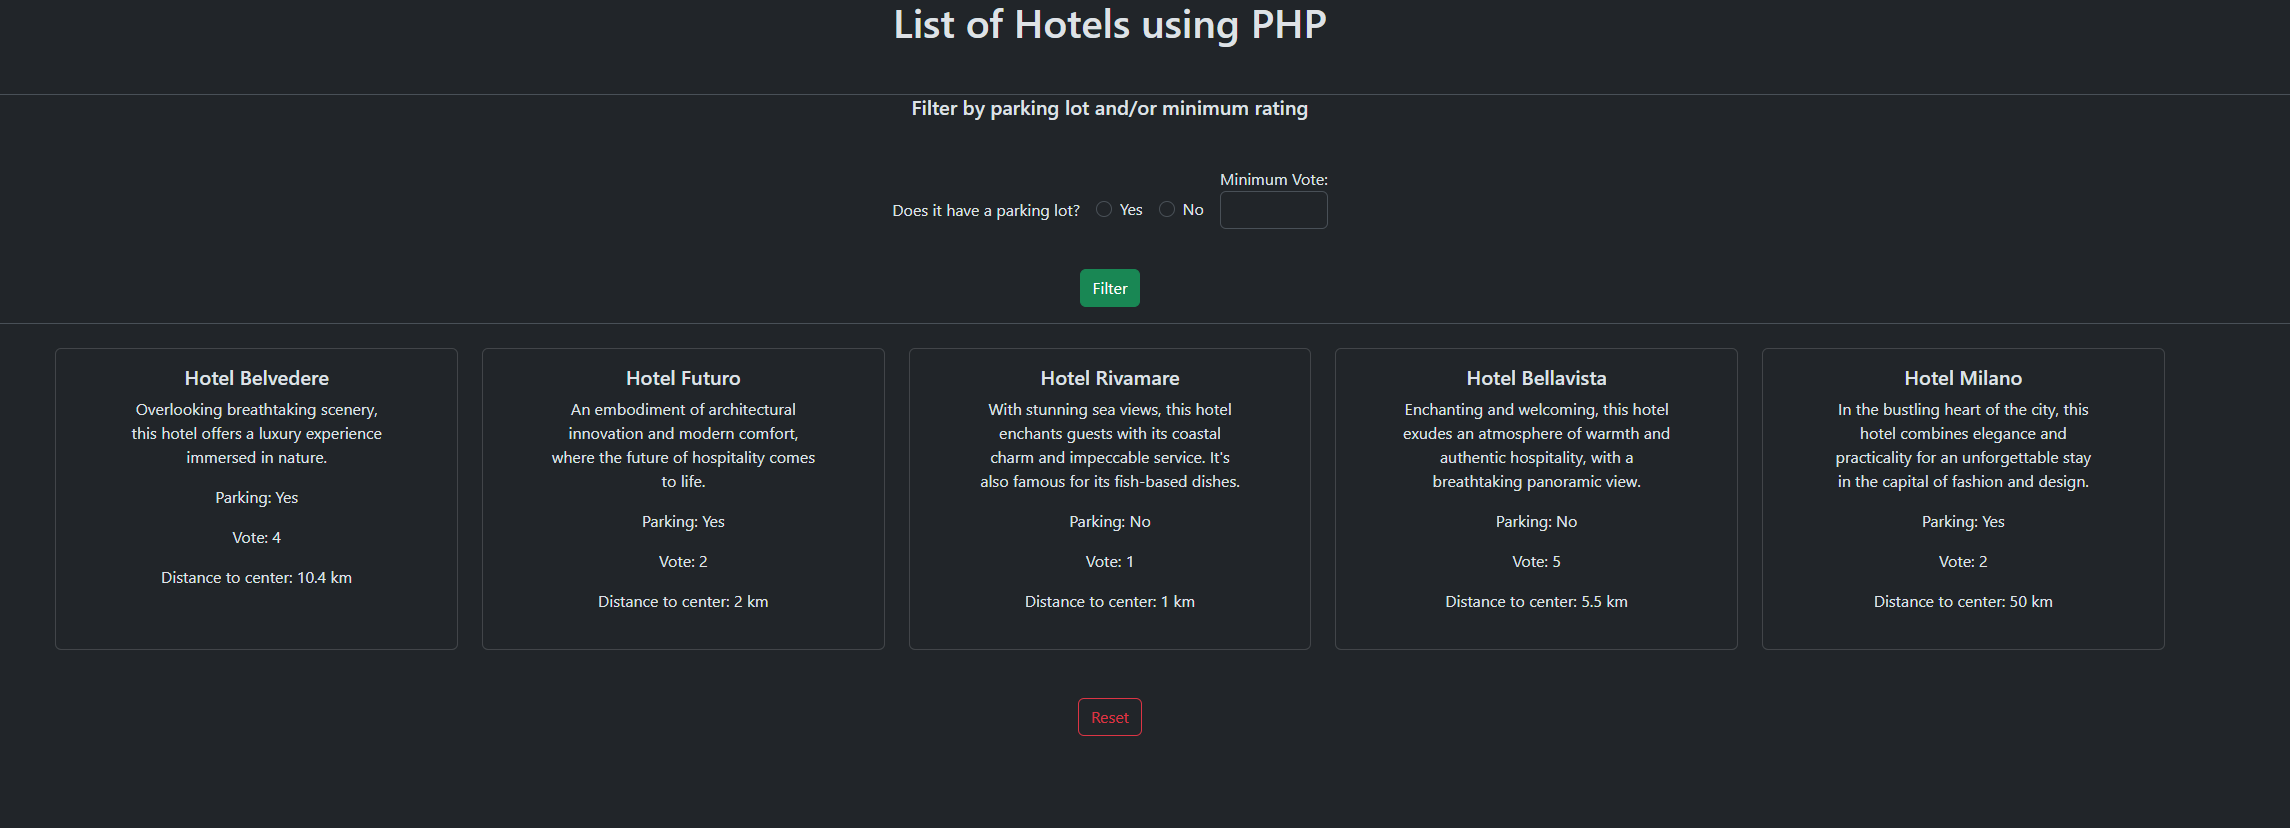 List of Hotels using PHP
Filter by parking lot and/or minimum rating
Minimum Vote:
Does it have a parking lot? Yes No
Filter
Hotel Belvedere
Overlooking breathtaking scenery,
this hotel offers a luxury experience
immersed in nature.
Parking: Yes
Vote: 4
Distance to center: 10.4 km
Hotel Futuro
An embodiment of architectural
innovation and modern comfort,
where the future of hospitality comes
to life.
Parking: Yes
Vote: 2
Distance to center: 2 km
Hotel Rivamare
With stunning sea views, this hotel
enchants guests with its coastal
charm and impeccable service. It's
also famous for its fish-based dishes.
Parking: No
Vote: 1
Distance to center: 1 km
Hotel Bellavista
Enchanting and welcoming, this hotel
exudes an atmosphere of warmth and
authentic hospitality, with a
breathtaking panoramic view.
Parking: No
Vote: 5
Distance to center: 5.5 km
Hotel Milano
In the bustling heart of the city, this
hotel combines elegance and
practicality for an unforgettable stay
in the capital of fashion and design.
Parking: Yes
Vote: 2
Distance to center: 50 km
Reset